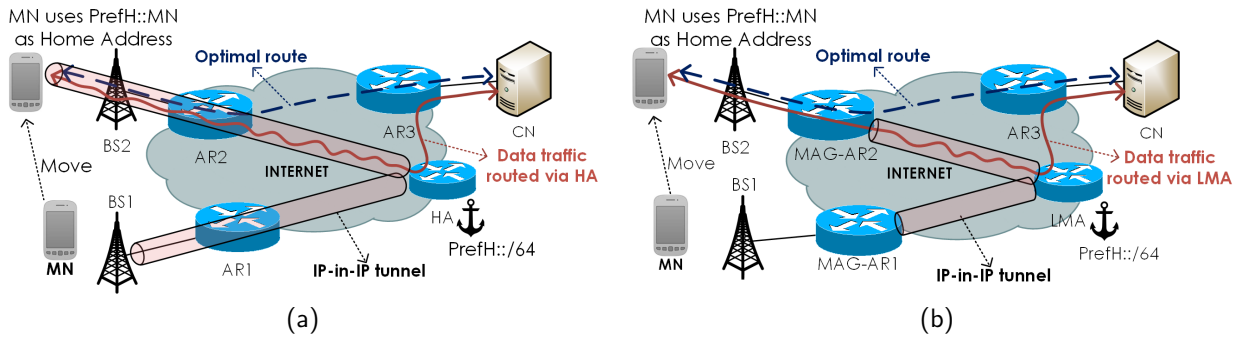 MN uses PrefH::MN
as Home Address
Optimal route
BS2
AR2
AR3
CN
Move
INTERNET
Data traffic
routed via HA
BS1
HA
PrefH::/64
MN
AR1
IP-in-IP tunnel
(a)
MN uses PrefH::MN
as Home Address
Optimal route
BS2
MAG-AR2
AR3
CN
Move
INTERNET
Data traffic
routed via LMA
BS1
LMA
PrefH::/64
MN
MAG-AR1
IP-in-IP tunnel
(b)